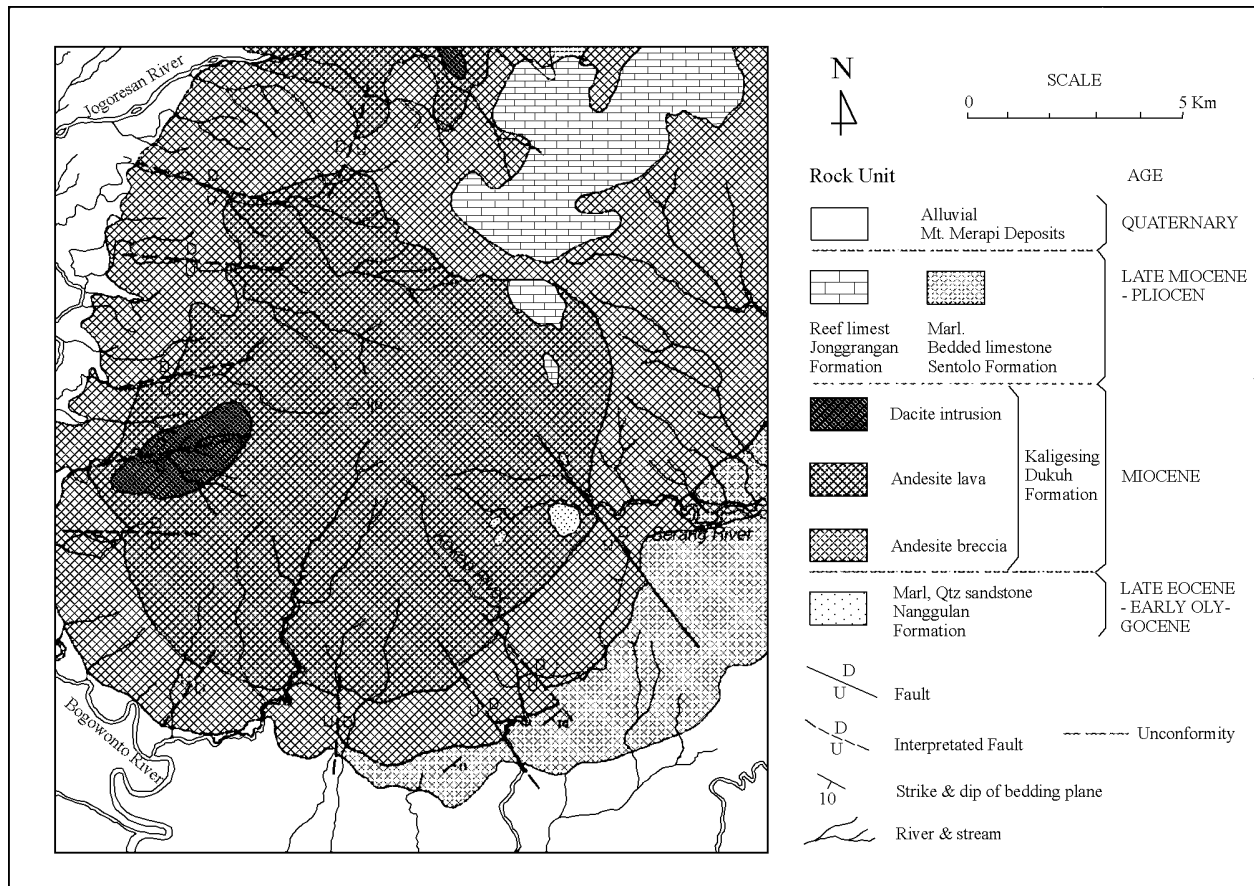 Jogoresan River
Bogowonto River
Serang River
N
SCALE
0
5 Km
Rock Unit
AGE
Alluvial
Mt. Merapi Deposits
QUATERNARY
Reef limest
Jonggrangan
Formation
Marl.
Bedded limestone
Sentolo Formation
LATE MIOCENE
- PLIOCEN
Dacite intrusion
Andesite lava
Andesite breccia
Kaligesing
Dukuh
Formation
MIOCENE
Marl, Qtz sandstone
Nanggulan
Formation
LATE EOCENE
- EARLY OLY-
GOCENE
D
U
Fault
D
U
Interpretated Fault
Unconformity
10
Strike & dip of bedding plane
River & stream